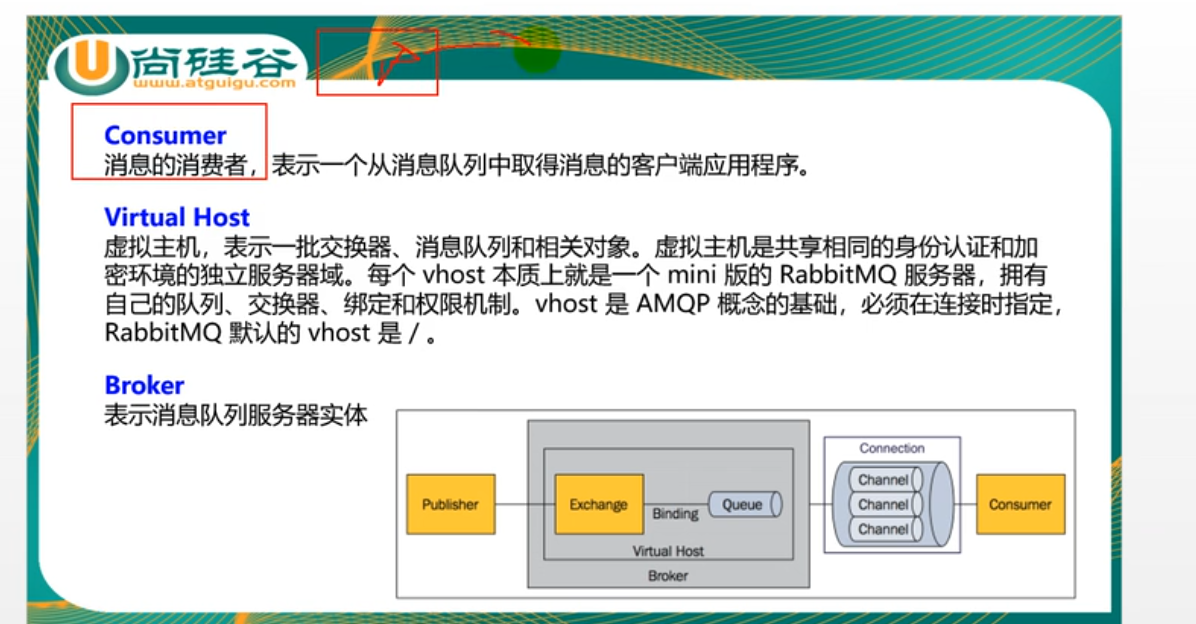 尚硅谷
www.atguigu.com
Consumer
消息的消费者，表示一个从消息队列中取得消息的客户端应用程序。
Virtual Host
虚拟主机，表示一批交换器、消息队列和相关对象。虚拟主机是共享相同的身份认证和加
密环境的独立服务器域。每个 vhost 本质上就是一个 mini 版的 RabbitMQ 服务器，拥有
自己的队列、交换器、绑定和权限机制。vhost 是 AMQP 概念的基础，必须在连接时指定，
RabbitMQ 默认的 vhost 是 / 。
Broker
表示消息队列服务器实体
Publisher
Exchange
Binding
Queue
Virtual Host
Broker
Connection
Channel
Channel
Channel
Consumer